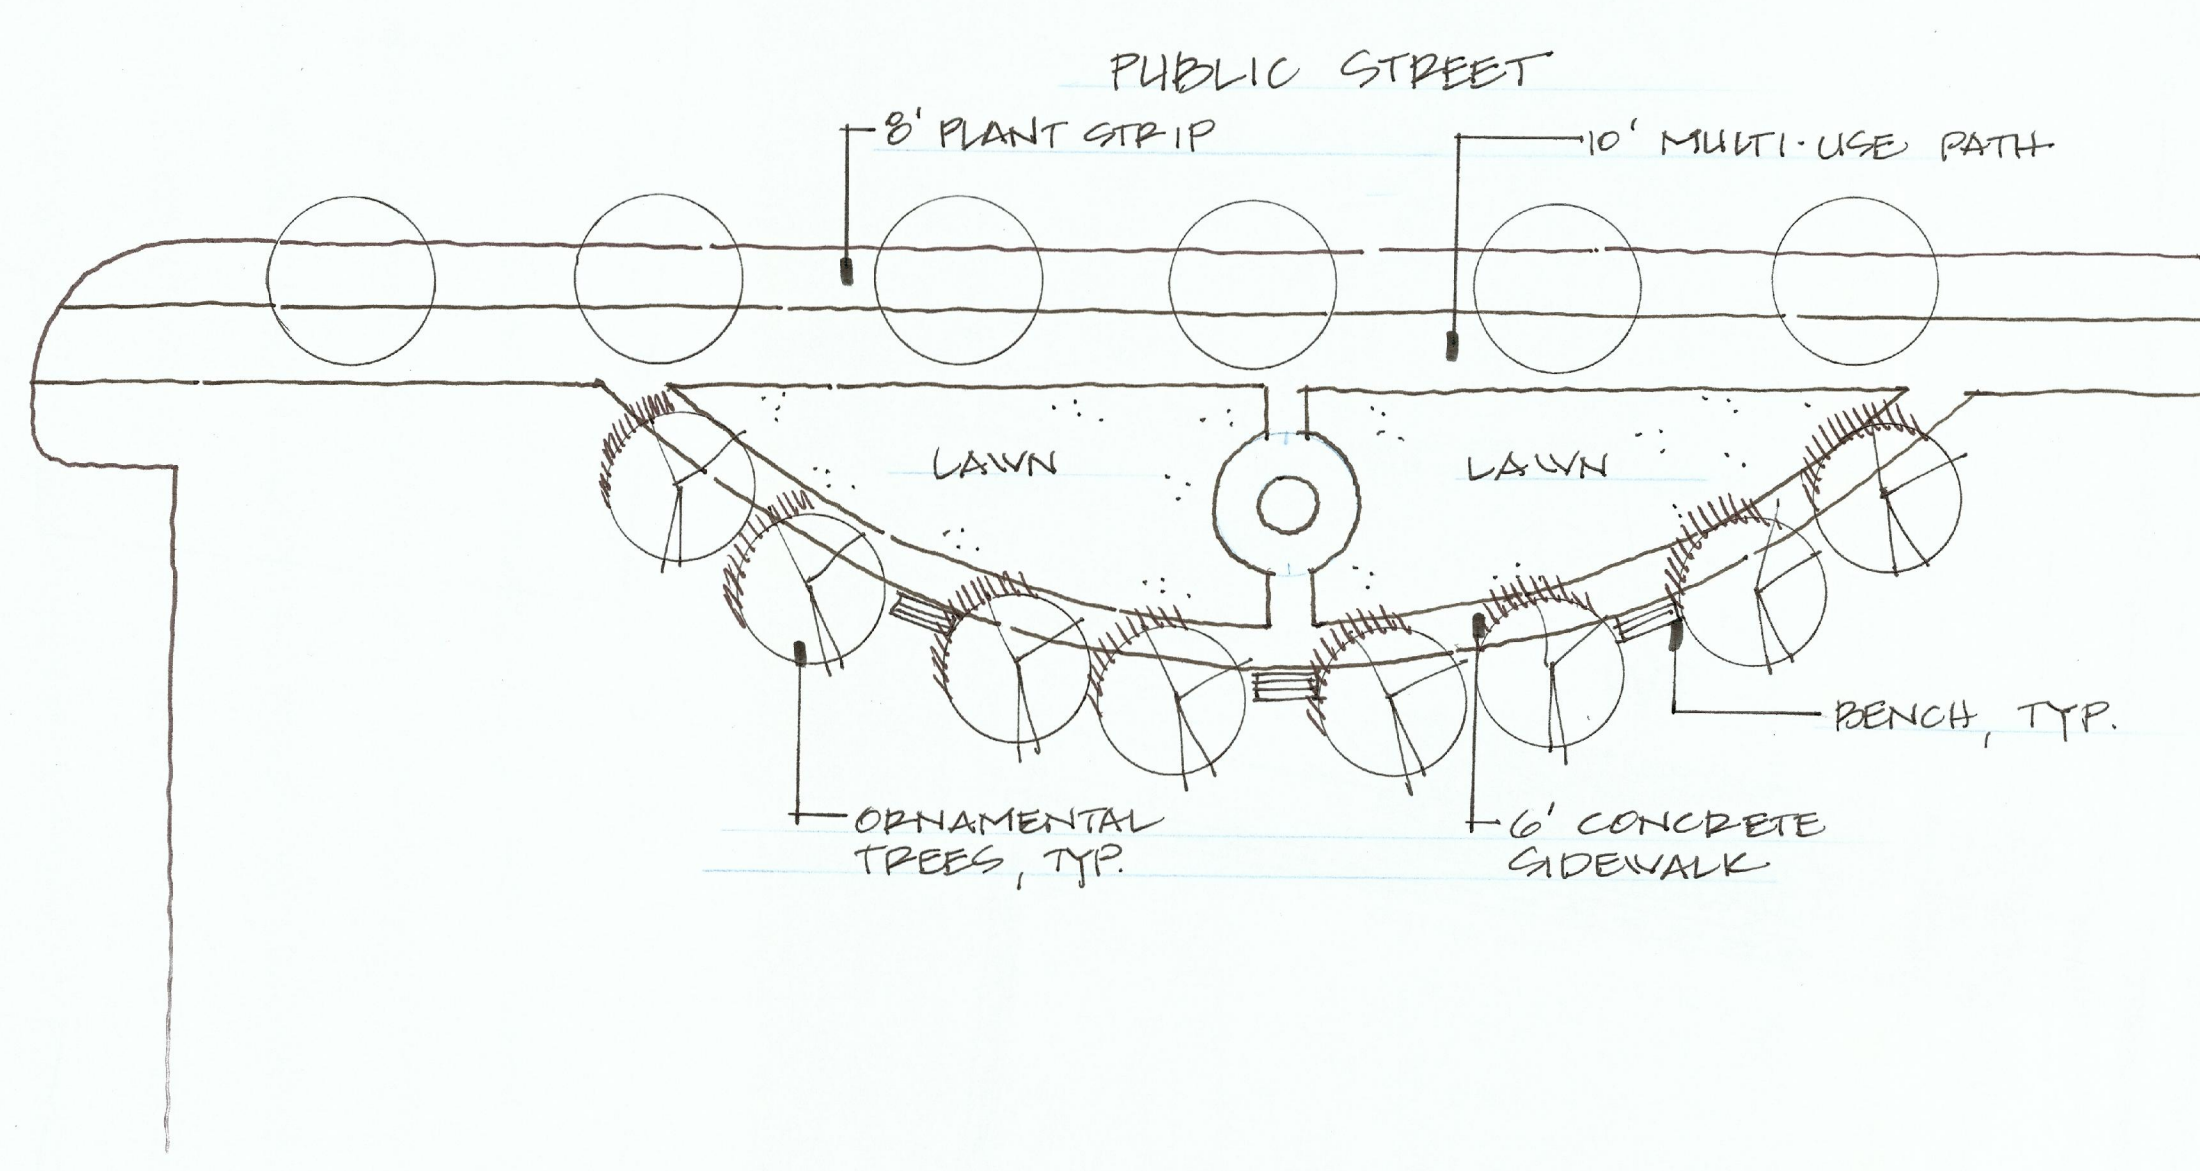 PUBLIC STREET
8' PLANT STRIP
10' MULTI-USE PATH
LAWN
LAWN
BENCH, TYP.
ORNAMENTAL
TREES, TYP.
6' CONCRETE
SIDEWALK